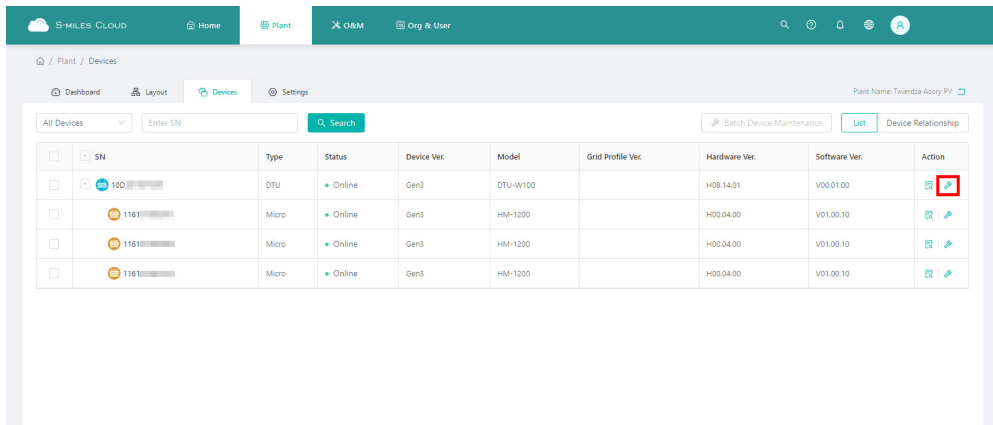 S-MILES CLOUD Home Plant O&M Org & User
/ Plant / Devices
Dashboard Layout Devices Settings Plant Name: Twierdza Azory PV
All Devices Enter SN Search Batch Device Maintenance List Device Relationship
SN Type Status Device Ver. Model Grid Profile Ver. Hardware Ver. Software Ver. Action
10D DTU Online Gen3 DTU-W100 H08.14.01 V00.01.00
1161 Micro Online Gen3 HM-1200 H00.04.00 V01.00.10
1161 Micro Online Gen3 HM-1200 H00.04.00 V01.00.10
1161 Micro Online Gen3 HM-1200 H00.04.00 V01.00.10